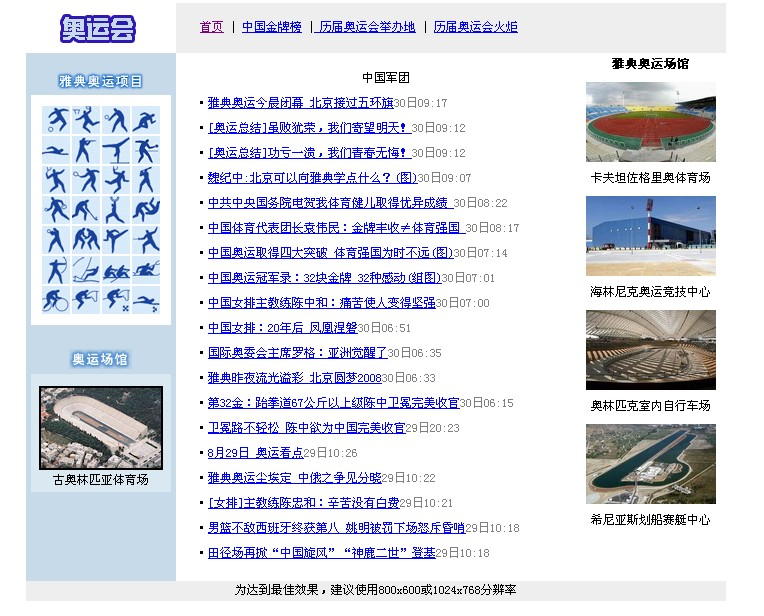 奥运会
首页 | 中国金牌榜 | 历届奥运会举办地 | 历届奥运会火炬
雅典奥运项目
奥运场馆
古奥林匹亚体育场
中国军团
·雅典奥运今晨闭幕 北京接过五环旗30日09:17
·[奥运总结]虽败犹荣，我们寄望明天！30日09:12
·[奥运总结]功亏一溃，我们青春无悔！30日09:12
·魏纪中:北京可以向雅典学点什么？(图)30日09:07
·中共中央国务院电贺我体育健儿取得优异成绩 30日08:22
·中国体育代表团长袁伟民：金牌丰收≠体育强国 30日08:17
·中国奥运取得四大突破 体育强国为时不远(图)30日07:14
·中国奥运冠军录：32块金牌 32种感动(组图)30日07:01
·中国女排主教练陈中和：痛苦使人变得坚强30日07:00
·中国女排：20年后 凤凰涅磐30日06:51
·国际奥委会主席罗格：亚洲觉醒了30日06:35
·雅典昨夜流光溢彩 北京圆梦200830日06:33
·第32金：跆拳道67公斤以上级陈中卫冕完美收官30日06:15
·卫冕路不轻松 陈中欲为中国完美收官29日20:23
·8月29日 奥运看点29日10:26
·雅典奥运尘埃定 中俄之争见分晓29日10:22
·[女排]主教练陈忠和：辛苦没有白费29日10:21
·男篮不敌西班牙终获第八 姚明被罚下场怒斥昏哨29日10:18
·田径场再掀“中国旋风”“神鹿二世”登基29日10:18
雅典奥运场馆
卡夫坦佐格里奥体育场
海林尼克奥运竞技中心
奥林匹克室内自行车场
希尼亚斯划船赛艇中心
为达到最佳效果，建议使用800x600或1024x768分辨率